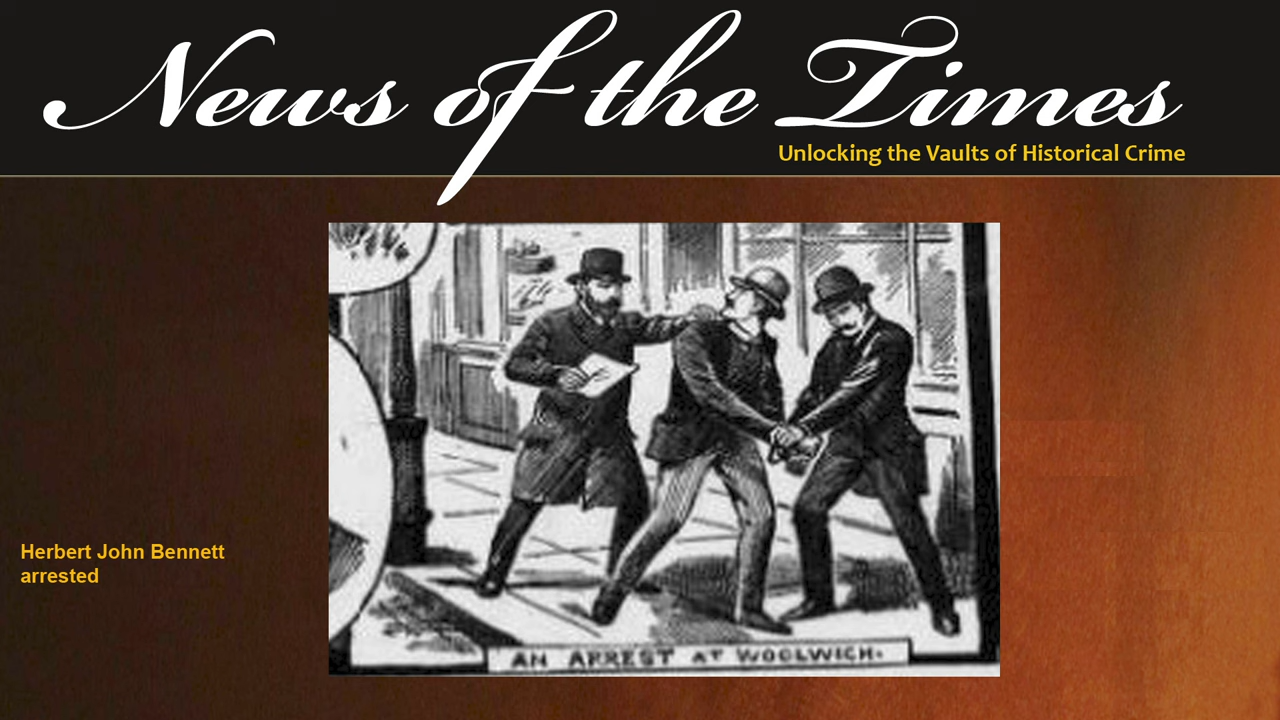 News of the Times
Unlocking the Vaults of Historical Crime
Herbert John Bennett
arrested
AN ARREST AT WOOLWICH.